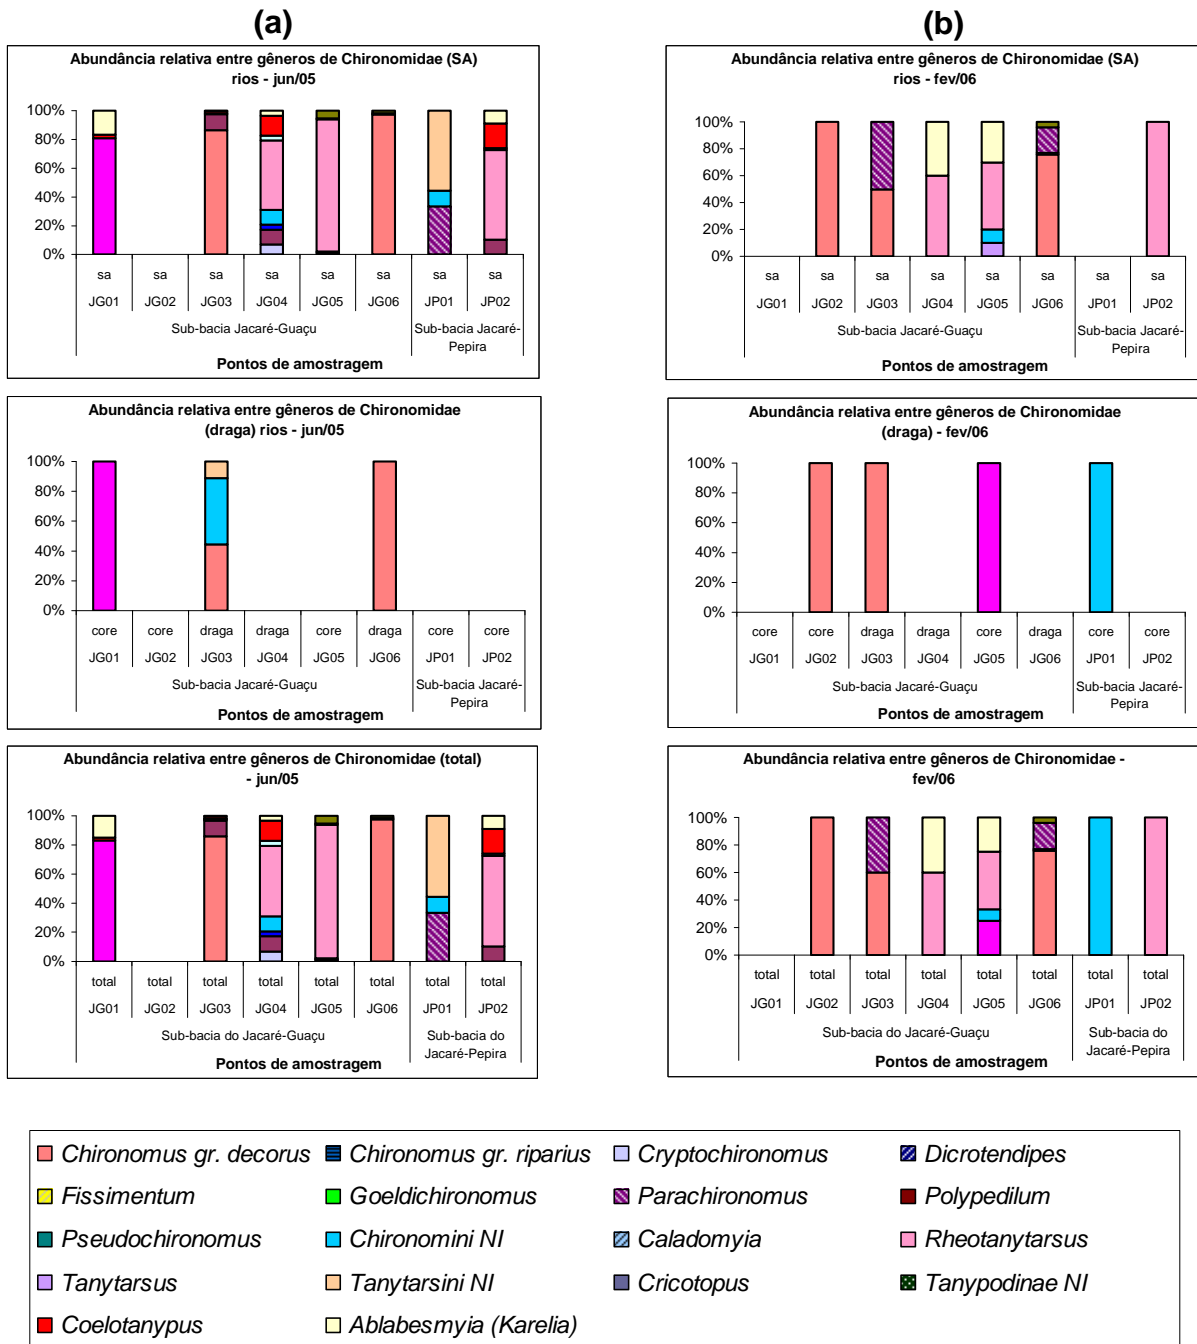 (a)
Abundância relativa entre gêneros de Chironomidae (SA)
rios - jun/05
100%
80%
60%
40%
20%
0%
sa sa sa sa sa sa sa sa
JG01 JG02 JG03 JG04 JG05 JG06 JP01 JP02
Sub-bacia Jacaré-Guaçu Sub-bacia Jacaré-
Pepira
Pontos de amostragem
Abundância relativa entre gêneros de Chironomidae
(draga) rios - jun/05
100%
80%
60%
40%
20%
0%
core core draga draga core draga core core
JG01 JG02 JG03 JG04 JG05 JG06 JP01 JP02
Sub-bacia Jacaré-Guaçu Sub-bacia Jacaré-
Pepira
Pontos de amostragem
Abundância relativa entre gêneros de Chironomidae (total)
- jun/05
100%
80%
60%
40%
20%
0%
total total total total total total total total
JG01 JG02 JG03 JG04 JG05 JG06 JP01 JP02
Sub-bacia do Jacaré-Guaçu Sub-bacia do
Jacaré-Pepira
Pontos de amostragem
(b)
Abundância relativa entre gêneros de Chironomidae (SA)
rios - fev/06
100%
80%
60%
40%
20%
0%
sa sa sa sa sa sa sa sa
JG01 JG02 JG03 JG04 JG05 JG06 JP01 JP02
Sub-bacia Jacaré-Guaçu Sub-bacia Jacaré-
Pepira
Pontos de amostragem
Abundância relativa entre gêneros de Chironomidae
(draga) - fev/06
100%
80%
60%
40%
20%
0%
core core draga draga core draga core core
JG01 JG02 JG03 JG04 JG05 JG06 JP01 JP02
Sub-bacia Jacaré-Guaçu Sub-bacia Jacaré-
Pepira
Pontos de amostragem
Abundância relativa entre gêneros de Chironomidae -
fev/06
100%
80%
60%
40%
20%
0%
total total total total total total total total
JG01 JG02 JG03 JG04 JG05 JG06 JP01 JP02
Sub-bacia do Jacaré-Guaçu Sub-bacia do
Jacaré-Pepira
Pontos de amostragem
Chironomus gr. decorus Chironomus gr. riparius Cryptochironomus Dicrotendipes
Fissimentum Goeldichironomus Parachironomus Polypedilum
Pseudochironomus Chironomini NI Caladomyia Rheotanytarsus
Tanytarsus Tanytarsini NI Cricotopus Tanypodinae NI
Coelotanypus Ablabesmyia (Karelia)